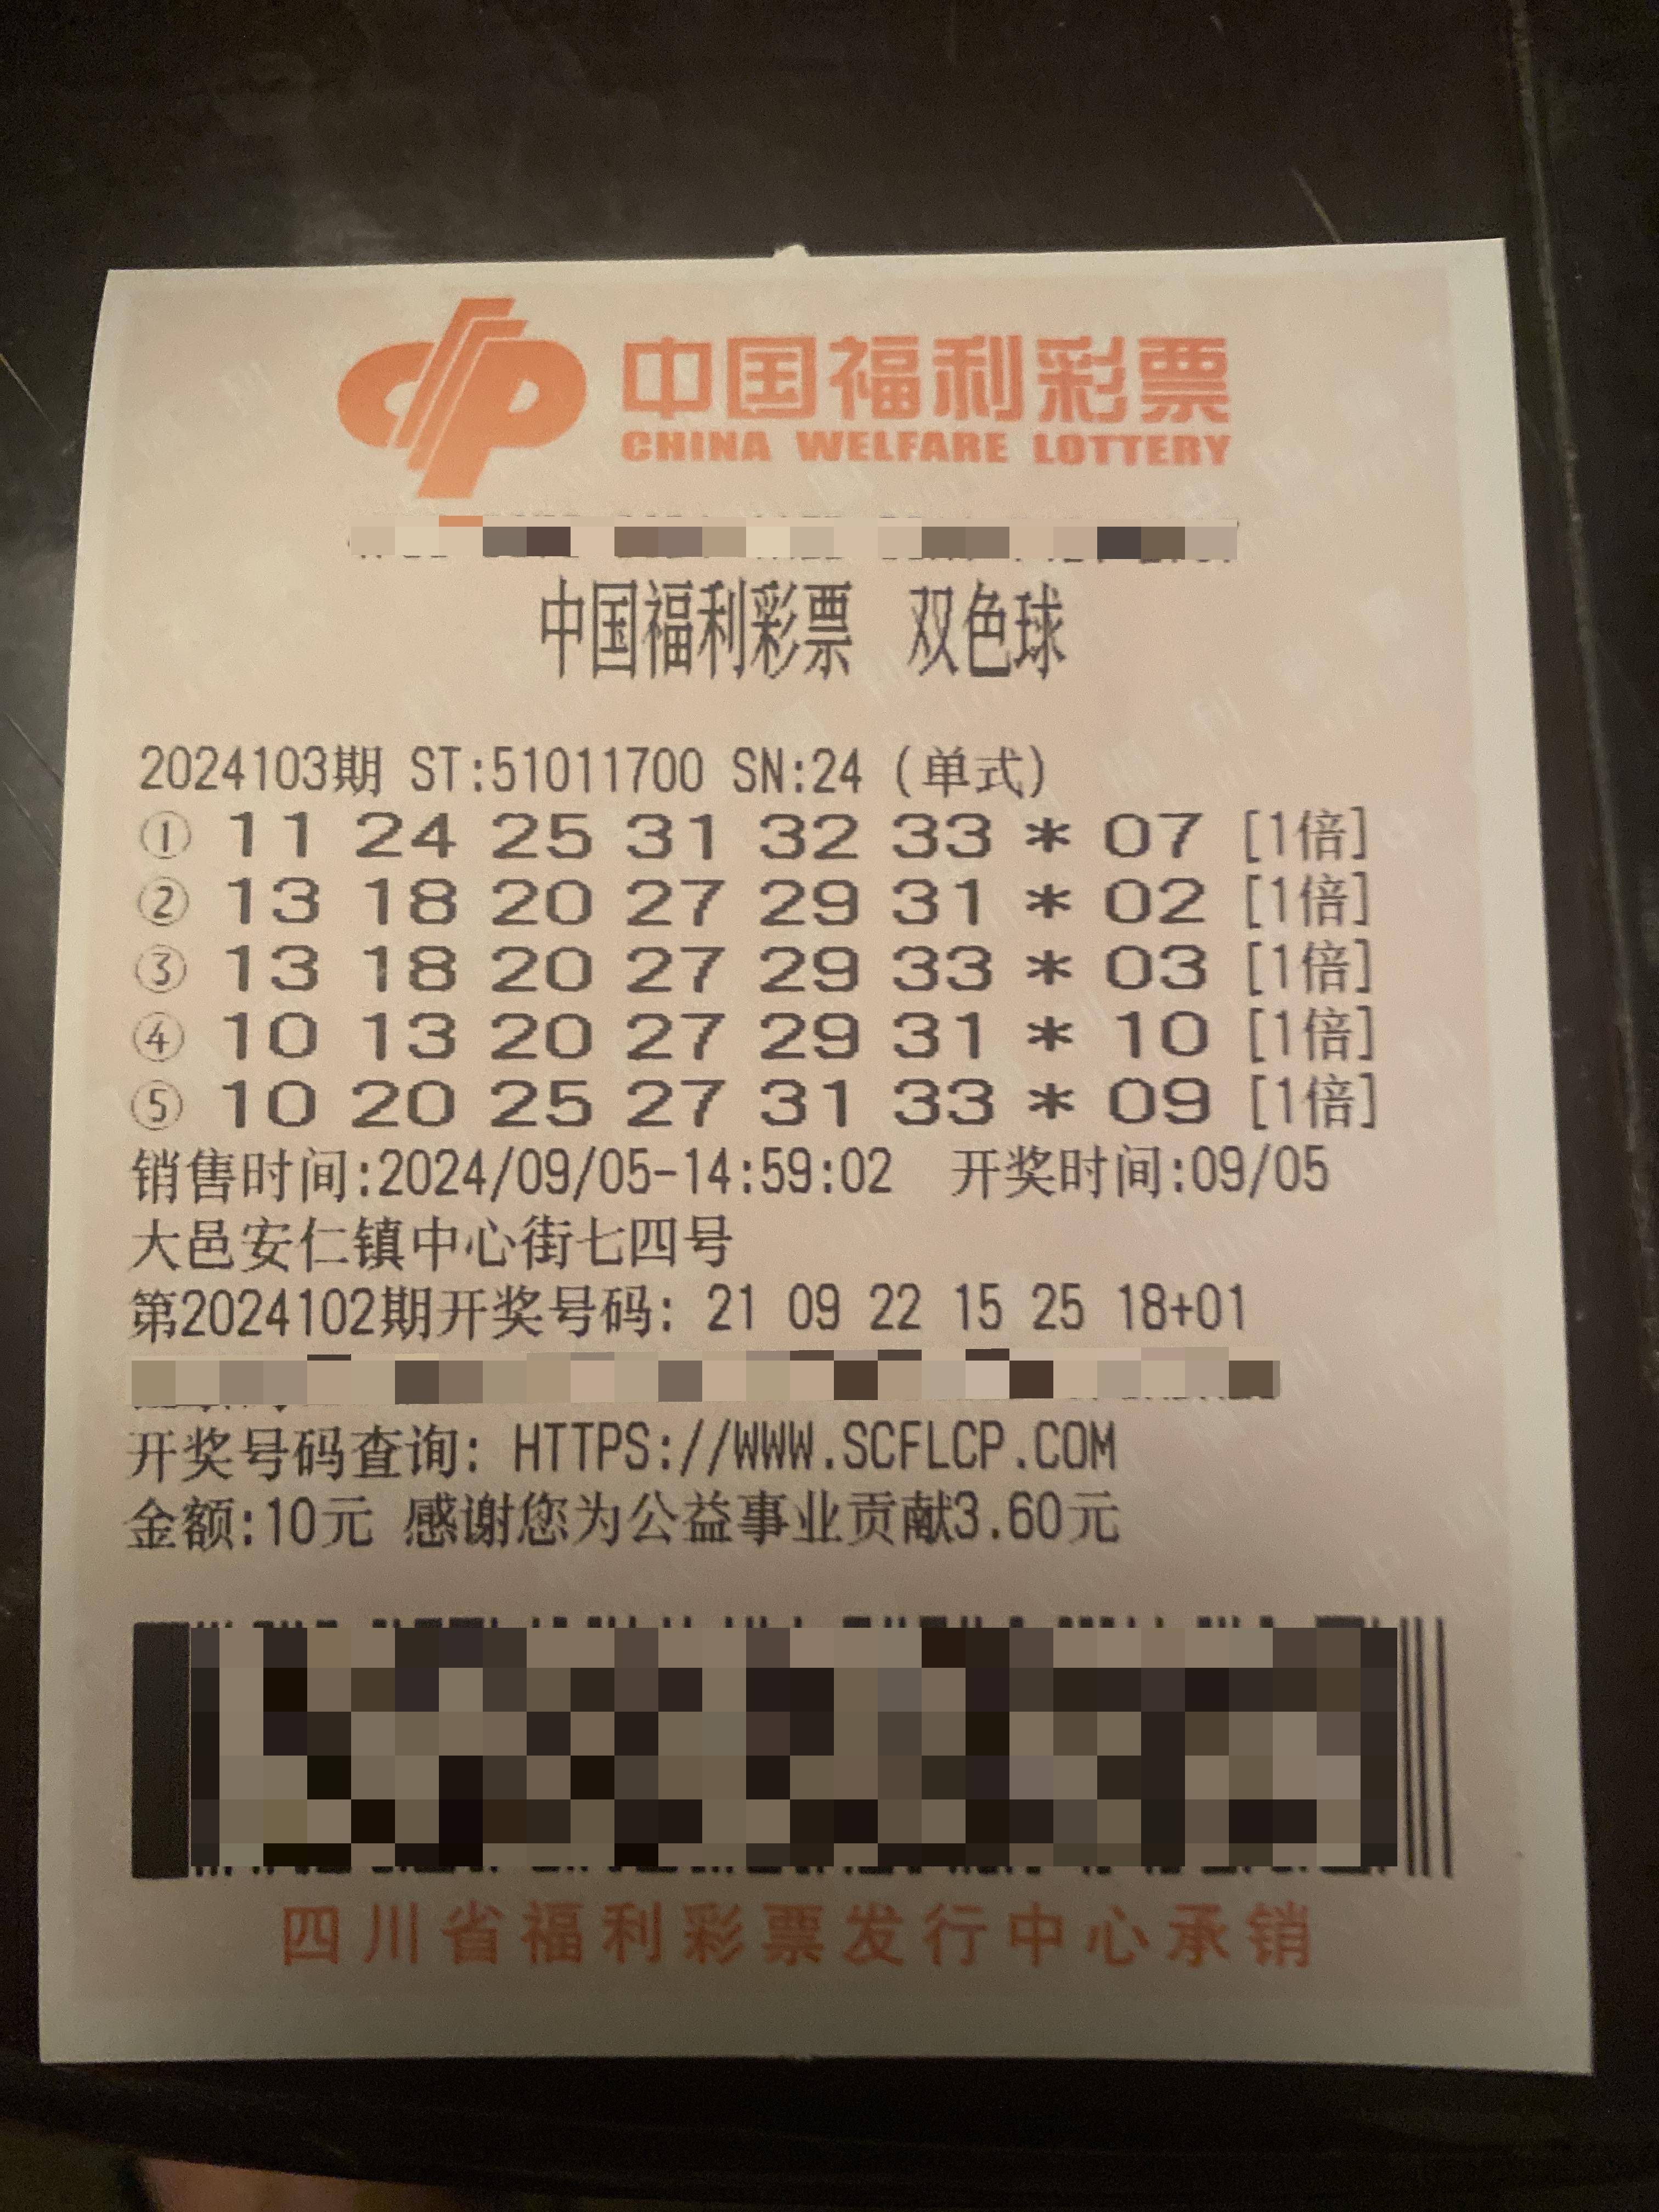 中国福利彩票
CHINA WELFARE LOTTERY
中国福利彩票 双色球
2024103期 ST:51011700 SN:24 (单式)
① 11 24 25 31 32 33 * 07 [1倍]
② 13 18 20 27 29 31 * 02 [1倍]
③ 13 18 20 27 29 33 * 03 [1倍]
④ 10 13 20 27 29 31 * 10 [1倍]
⑤ 10 20 25 27 31 33 * 09 [1倍]
销售时间:2024/09/05-14:59:02 开奖时间:09/05
大邑安仁镇中心街七四号
第2024102期开奖号码: 21 09 22 15 25 18+01
开奖号码查询: HTTPS://WWW.SCFLCP.COM
金额:10元 感谢您为公益事业贡献3.60元
四川省福利彩票发行中心承销